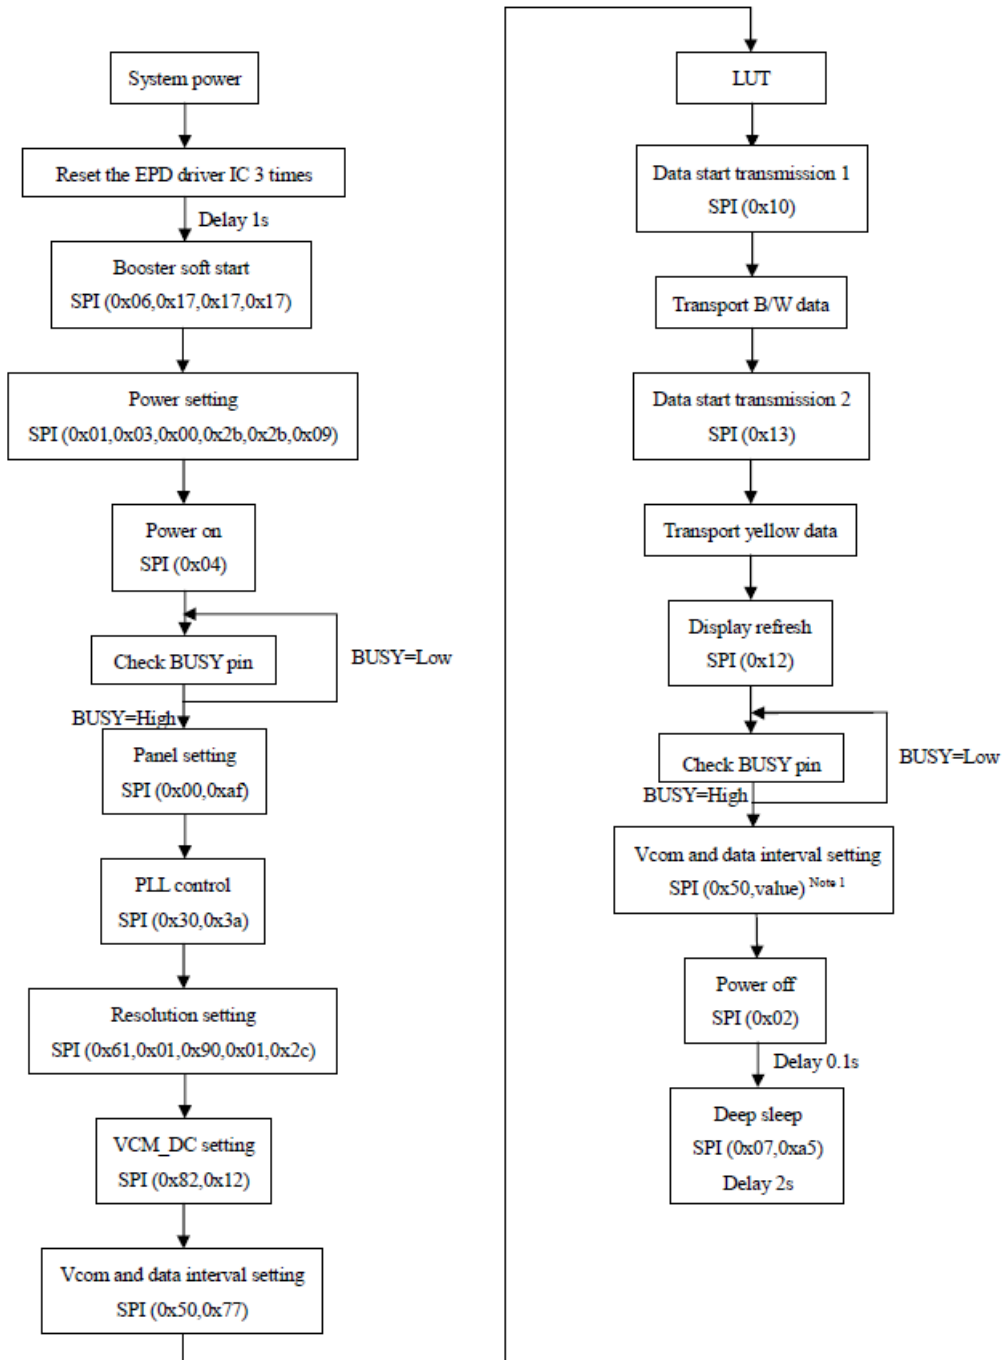 System power
Reset the EPD driver IC 3 times
Delay 1s
Booster soft start
SPI (0x06,0x17,0x17,0x17)
Power setting
SPI (0x01,0x03,0x00,0x2b,0x2b,0x09)
Power on
SPI (0x04)
Check BUSY pin
BUSY=Low
BUSY=High
Panel setting
SPI (0x00,0xaf)
PLL control
SPI (0x30,0x3a)
Resolution setting
SPI (0x61,0x01,0x90,0x01,0x2c)
VCM_DC setting
SPI (0x82,0x12)
Vcom and data interval setting
SPI (0x50,0x77)
LUT
Data start transmission 1
SPI (0x10)
Transport B/W data
Data start transmission 2
SPI (0x13)
Transport yellow data
Display refresh
SPI (0x12)
Check BUSY pin
BUSY=Low
BUSY=High
Vcom and data interval setting
SPI (0x50,value) Note 1
Power off
SPI (0x02)
Delay 0.1s
Deep sleep
SPI (0x07,0xa5)
Delay 2s